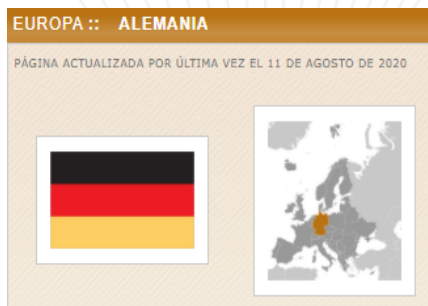 EUROPA :: ALEMANIA
PÁGINA ACTUALIZADA POR ÚLTIMA VEZ EL 11 DE AGOSTO DE 2020